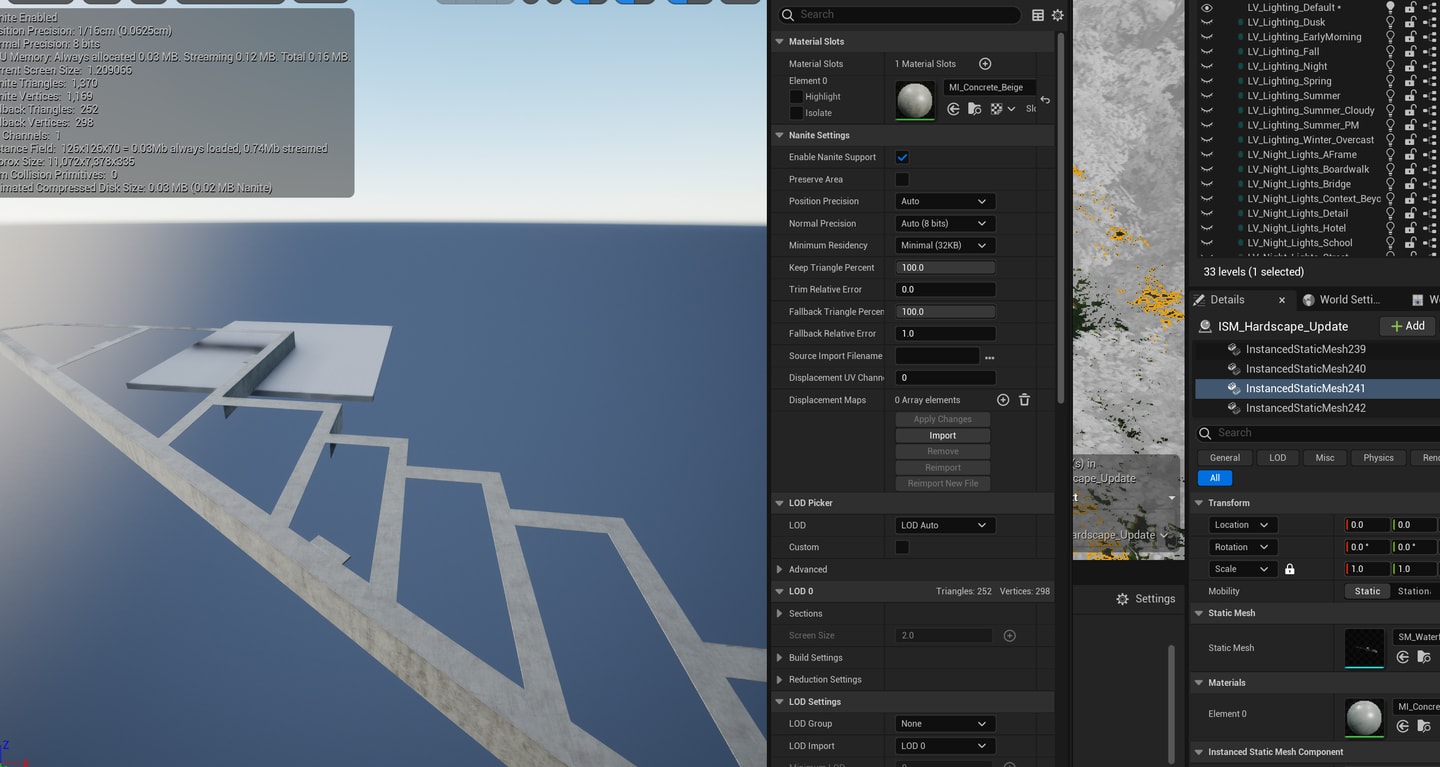 nite Enabled
sition Precision: 1/16cm (0.0625cm)
rmal Precision: 8 bits
U Memory: Always allocated 0.03 MB. Streaming 0.12 MB. Total 0.16 MB.
rrent Screen Size: 1.209066
nite Triangles: 1,370
nite Vertices: 1,169
llback Triangles: 252
llback Vertices: 298
Channels: 1
stance Field: 126x126x70 = 0.03Mb always loaded, 0.74Mb streamed
prox Size: 11,072x7,378x335
m Collision Primitives: 0
timated Compressed Disk Size: 0.03 MB (0.02 MB Nanite)
Z
Search
Material Slots
Material Slots 1 Material Slots
Element 0
Highlight
Isolate
MI_Concrete_Beige
Slo
Nanite Settings
Enable Nanite Support
Preserve Area
Position Precision Auto
Normal Precision Auto (8 bits)
Minimum Residency Minimal (32KB)
Keep Triangle Percent 100.0
Trim Relative Error 0.0
Fallback Triangle Percen 100.0
Fallback Relative Error 1.0
Source Import Filename
Displacement UV Chann 0
Displacement Maps 0 Array elements
Apply Changes
Import
Remove
Reimport
Reimport New File
LOD Picker
LOD LOD Auto
Custom
Advanced
LOD 0 Triangles: 252 Vertices: 298
Sections
Screen Size 2.0
Build Settings
Reduction Settings
LOD Settings
LOD Group None
LOD Import LOD 0
(s) in
cape_Update
rt
ardscape_Update
Settings
LV_Lighting_Default *
LV_Lighting_Dusk
LV_Lighting_EarlyMorning
LV_Lighting_Fall
LV_Lighting_Night
LV_Lighting_Spring
LV_Lighting_Summer
LV_Lighting_Summer_Cloudy
LV_Lighting_Summer_PM
LV_Lighting_Winter_Overcast
LV_Night_Lights_AFrame
LV_Night_Lights_Boardwalk
LV_Night_Lights_Bridge
LV_Night_Lights_Context_Beyc
LV_Night_Lights_Detail
LV_Night_Lights_Hotel
LV_Night_Lights_School
33 levels (1 selected)
Details World Setti... W
ISM_Hardscape_Update Add
InstancedStaticMesh239
InstancedStaticMesh240
InstancedStaticMesh241
InstancedStaticMesh242
Search
General LOD Misc Physics Ren
All
Transform
Location 0.0 0.0
Rotation 0.0 ° 0.0 °
Scale 1.0 1.0
Mobility Static Station
Static Mesh
Static Mesh SM_Waterf
Materials
Element 0 MI_Concre
Instanced Static Mesh Component